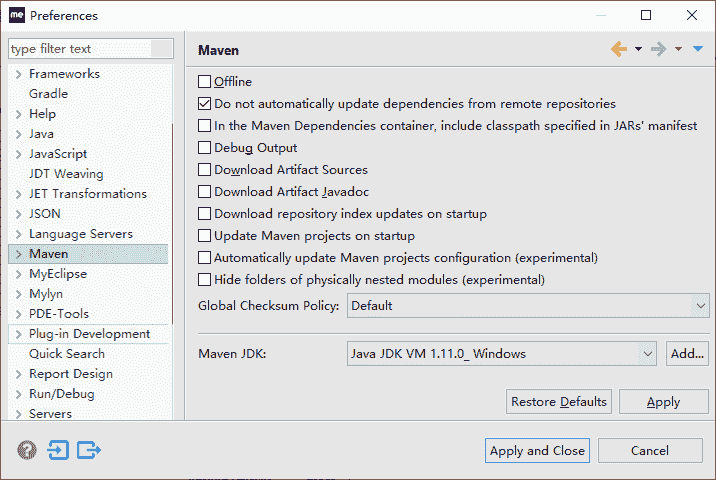 me Preferences
type filter text
Frameworks
Gradle
Help
Java
JavaScript
JDT Weaving
JET Transformations
JSON
Language Servers
Maven
MyEclipse
Mylyn
PDE-Tools
Plug-in Development
Quick Search
Report Design
Run/Debug
Servers
Maven
Offline
Do not automatically update dependencies from remote repositories
In the Maven Dependencies container, include classpath specified in JARs' manifest
Debug Output
Download Artifact Sources
Download Artifact Javadoc
Download repository index updates on startup
Update Maven projects on startup
Automatically update Maven projects configuration (experimental)
Hide folders of physically nested modules (experimental)
Global Checksum Policy: Default
Maven JDK: Java JDK VM 1.11.0_ Windows Add...
Restore Defaults Apply
? Apply and Close Cancel